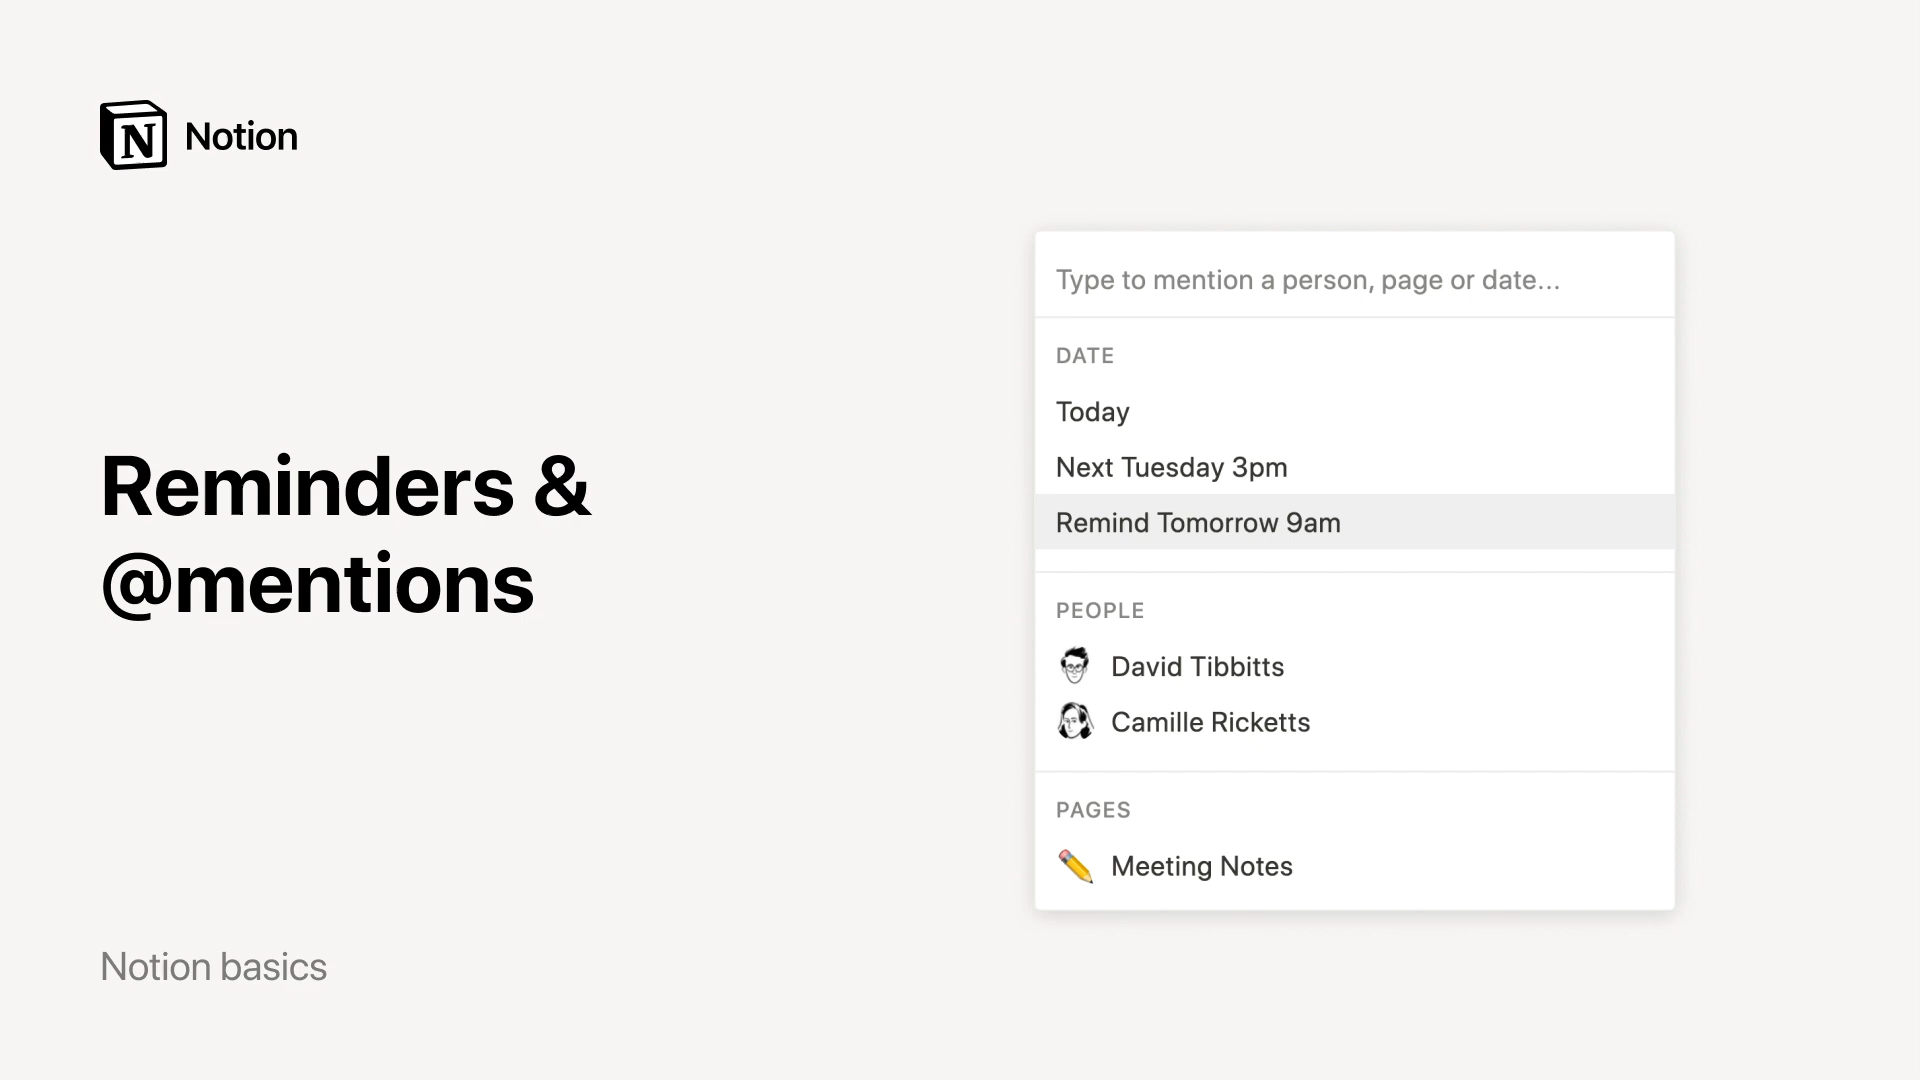 N Notion
Reminders &
@mentions
Notion basics
Type to mention a person, page or date...
DATE
Today
Next Tuesday 3pm
Remind Tomorrow 9am
PEOPLE
David Tibbitts
Camille Ricketts
PAGES
Meeting Notes